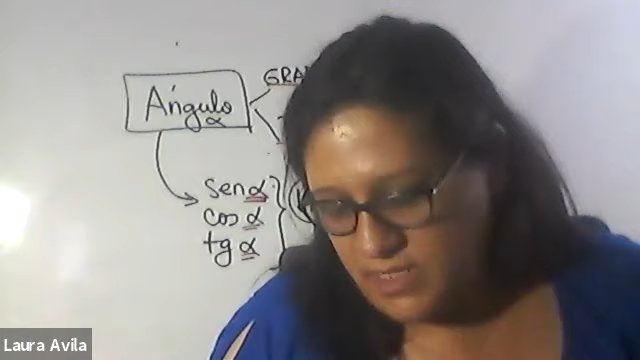 Ángulo
α
GRA
sen α
cos α
tg α
Laura Avila